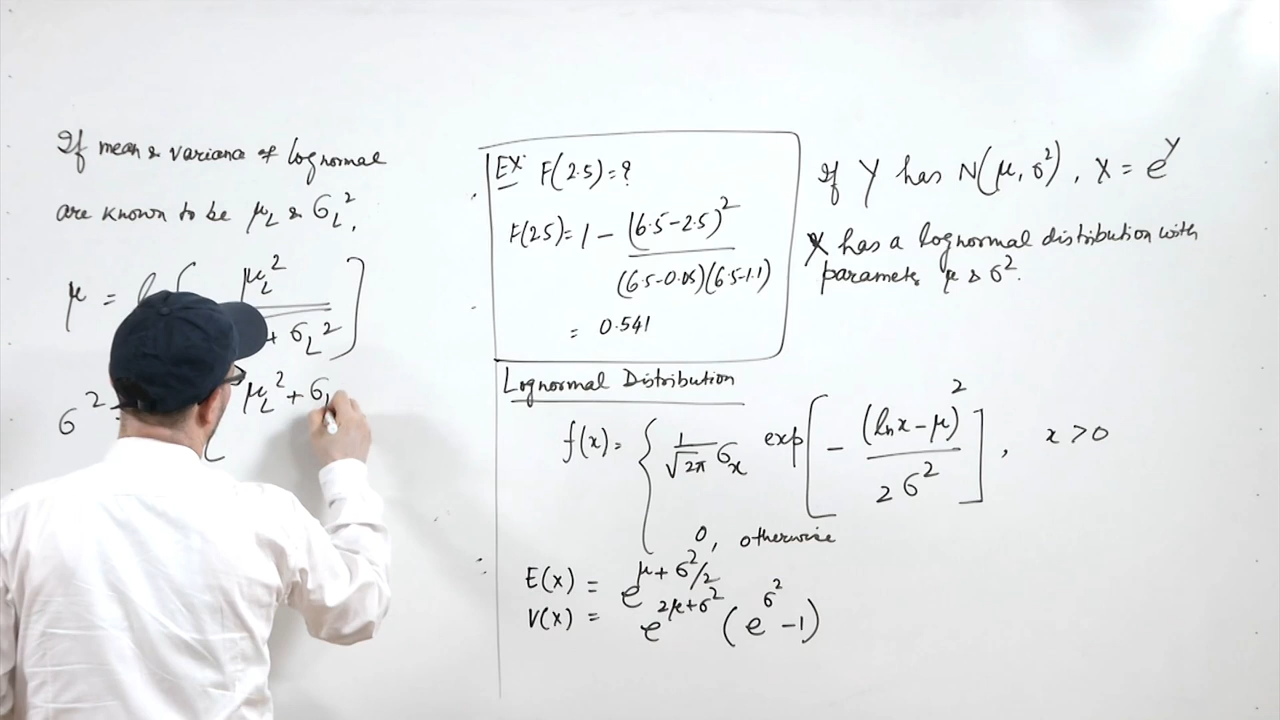 If mean & variance of lognormal
are known to be μL & σL²,
μ = μL²
+ σL² ]
σ² μL² + σL
EX: F(2.5) = ?
F(2.5) = 1 − (6.5−2.5)²
(6.5−0.05)(6.5−1.1)
= 0.541
Lognormal Distribution
f(x) = { 1/√2π σx exp[ − (ln x − μ)² / 2σ² ] , x > 0
0, otherwise
E(x) = e^μ+σ²/2
V(x) = e^2μ+σ² (e^σ² −1)
If Y has N(μ, σ²), X = e^Y
X has a lognormal distribution with
paramets μ & σ².